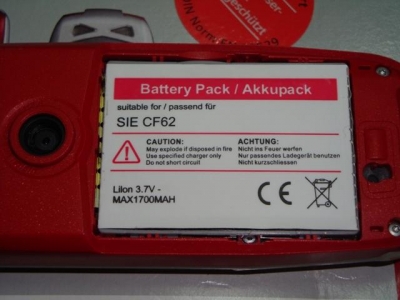 geschützt
Battery Pack / Akkupack
suitable for / passend für
SIE CF62
CAUTION:
May explode if disposed in fire
Use specified charger only
Do not short circuit
ACHTUNG:
Nicht ins Feuer werfen
Nur passendes Ladegerät benutzen
Nicht kurzschliessen
LiIon 3.7V -
MAX1700MAH
CE